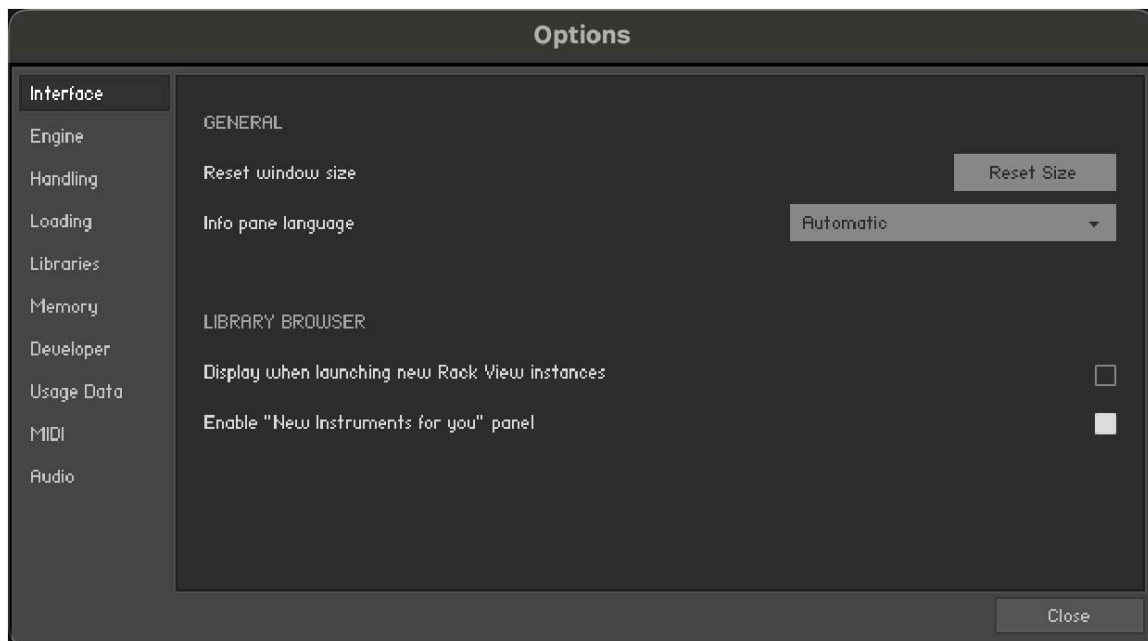 Options
Interface
Engine
Handling
Loading
Libraries
Memory
Developer
Usage Data
MIDI
Audio
GENERAL
Reset window size
Reset Size
Info pane language
Automatic
LIBRARY BROWSER
Display when launching new Rack View instances
Enable "New Instruments for you" panel
Close